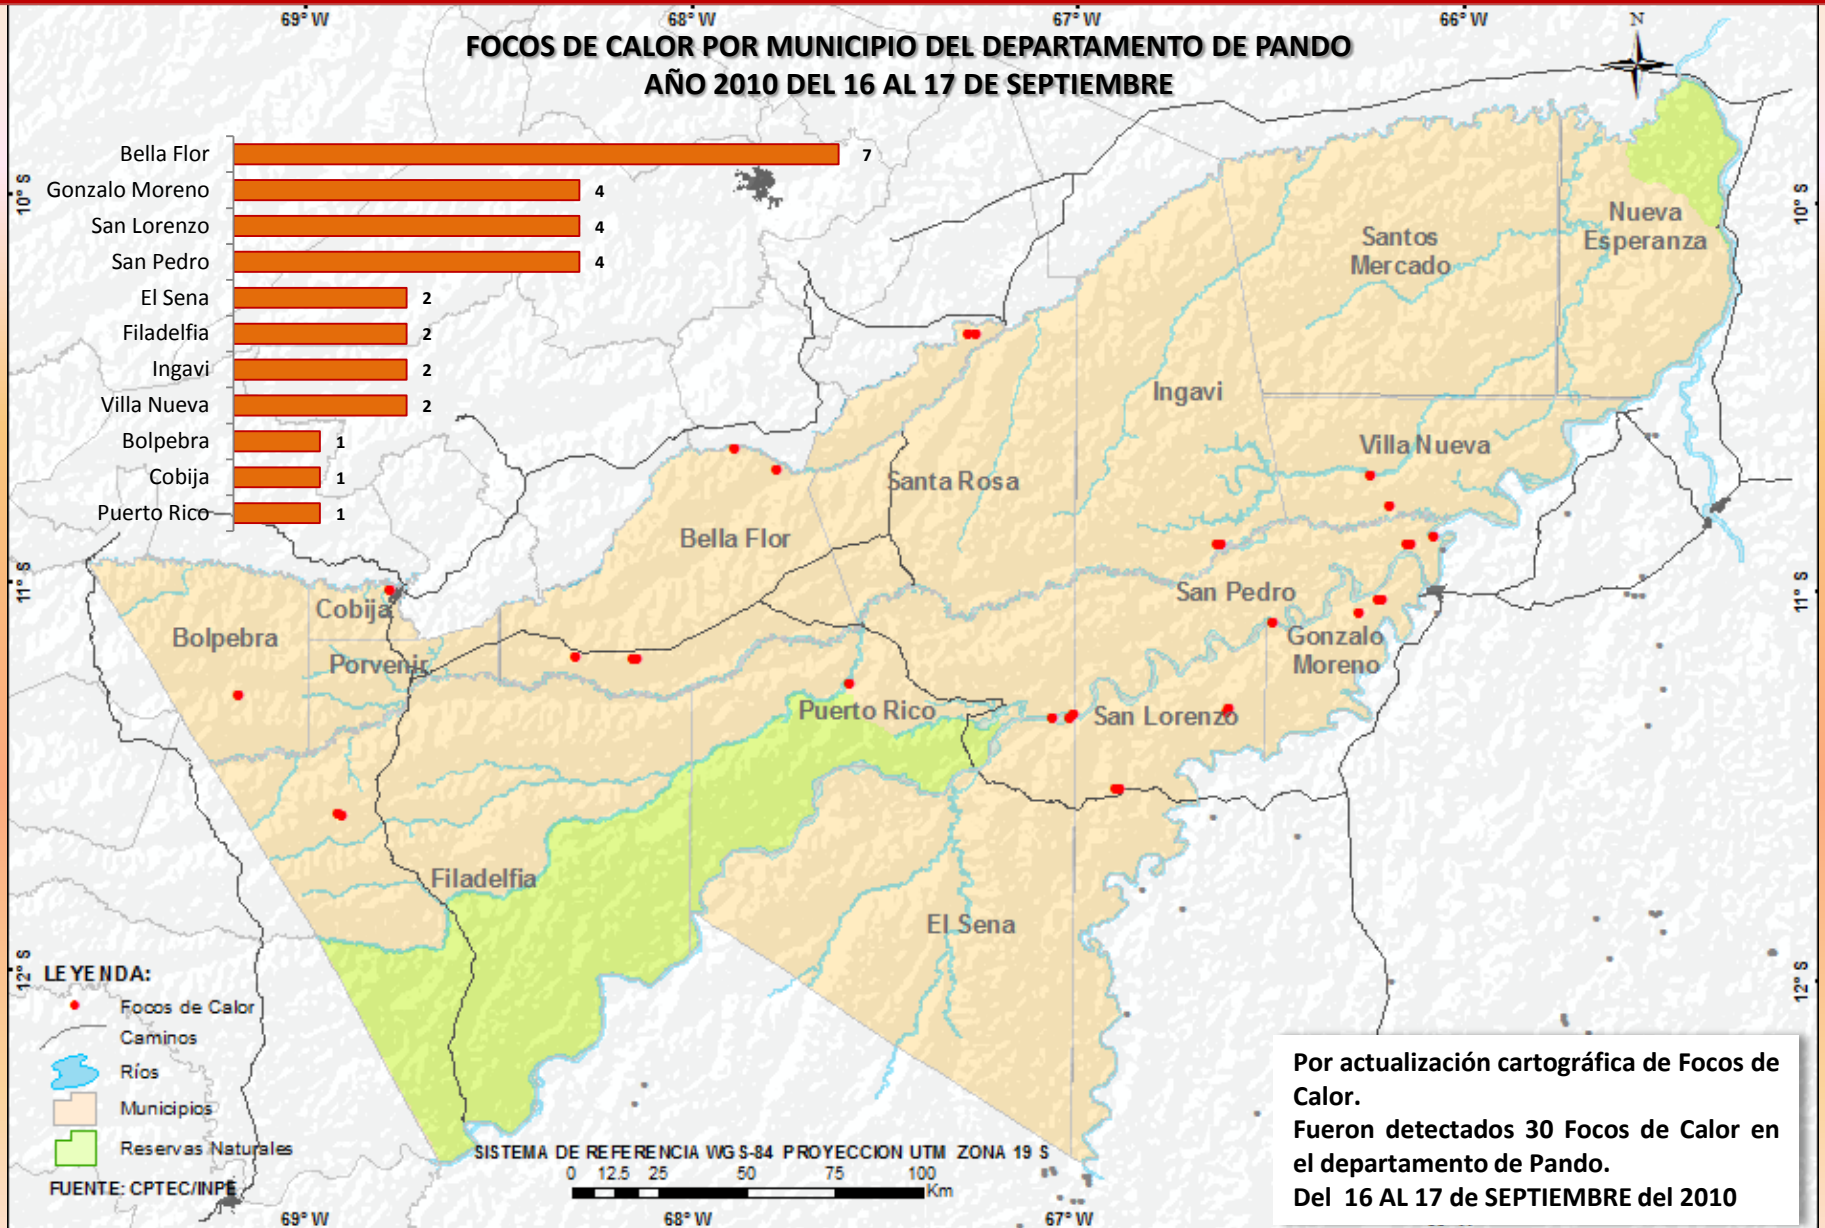 69° W 68° W 67° W 66° W
N
FOCOS DE CALOR POR MUNICIPIO DEL DEPARTAMENTO DE PANDO
AÑO 2010 DEL 16 AL 17 DE SEPTIEMBRE
Bella Flor 7
Gonzalo Moreno 4
San Lorenzo 4
San Pedro 4
El Sena 2
Filadelfia 2
Ingavi 2
Villa Nueva 2
Bolpebra 1
Cobija 1
Puerto Rico 1
10° S
10° S
11° S
11° S
12° S
12° S
Nueva
Esperanza
Santos
Mercado
Ingavi
Villa Nueva
Santa Rosa
Bella Flor
San Pedro
Cobija
Bolpebra
Porvenir
Gonzalo
Moreno
Puerto Rico
San Lorenzo
Filadelfia
El Sena
LEYENDA:
Focos de Calor
Caminos
Ríos
Municipios
Reservas Naturales
FUENTE: CPTEC/INPE
SISTEMA DE REFERENCIA WGS-84 PROYECCION UTM ZONA 19 S
0 12.5 25 50 75 100
Km
Por actualización cartográfica de Focos de
Calor.
Fueron detectados 30 Focos de Calor en
el departamento de Pando.
Del 16 AL 17 de SEPTIEMBRE del 2010
69° W 68° W 67° W